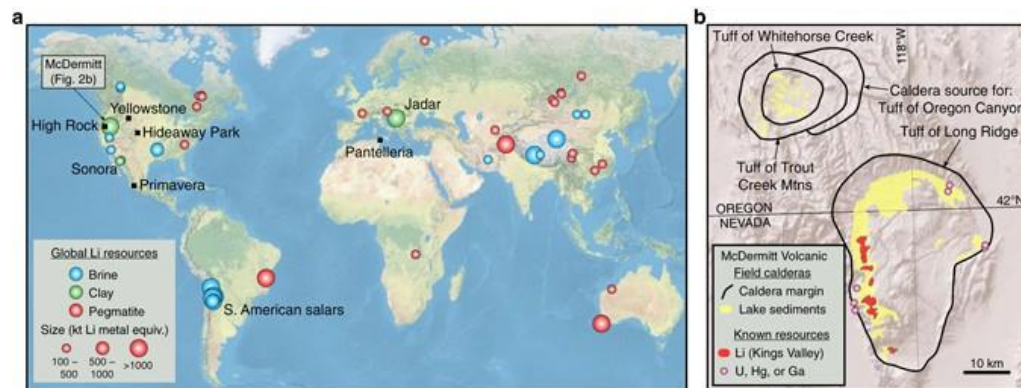 a
McDermitt
(Fig. 2b)
Yellowstone
High Rock
Hideaway Park
Sonora
Primavera
Jadar
Pantelleria
S. American salars
Global Li resources
Brine
Clay
Pegmatite
Size (kt Li metal equiv.)
100 –
500
500 –
1000
>1000
b
Tuff of
Whitehorse Creek
118°W
Caldera source for:
Tuff of Oregon Canyon
Tuff of Long Ridge
Tuff of Trout
Creek Mtns
42°N
OREGON
NEVADA
McDermitt Volcanic
Field calderas
Caldera margin
Lake sediments
Known resources
Li (Kings Valley)
U, Hg, or Ga
10 km